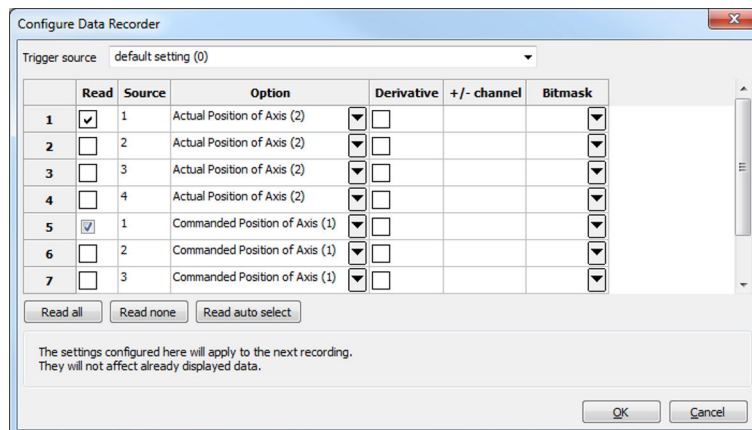 Configure Data Recorder
Trigger source default setting (0)
Read Source Option Derivative +/- channel Bitmask
1 1 Actual Position of Axis (2)
2 2 Actual Position of Axis (2)
3 3 Actual Position of Axis (2)
4 4 Actual Position of Axis (2)
5 1 Commanded Position of Axis (1)
6 2 Commanded Position of Axis (1)
7 3 Commanded Position of Axis (1)
Read all Read none Read auto select
The settings configured here will apply to the next recording.
They will not affect already displayed data.
OK Cancel